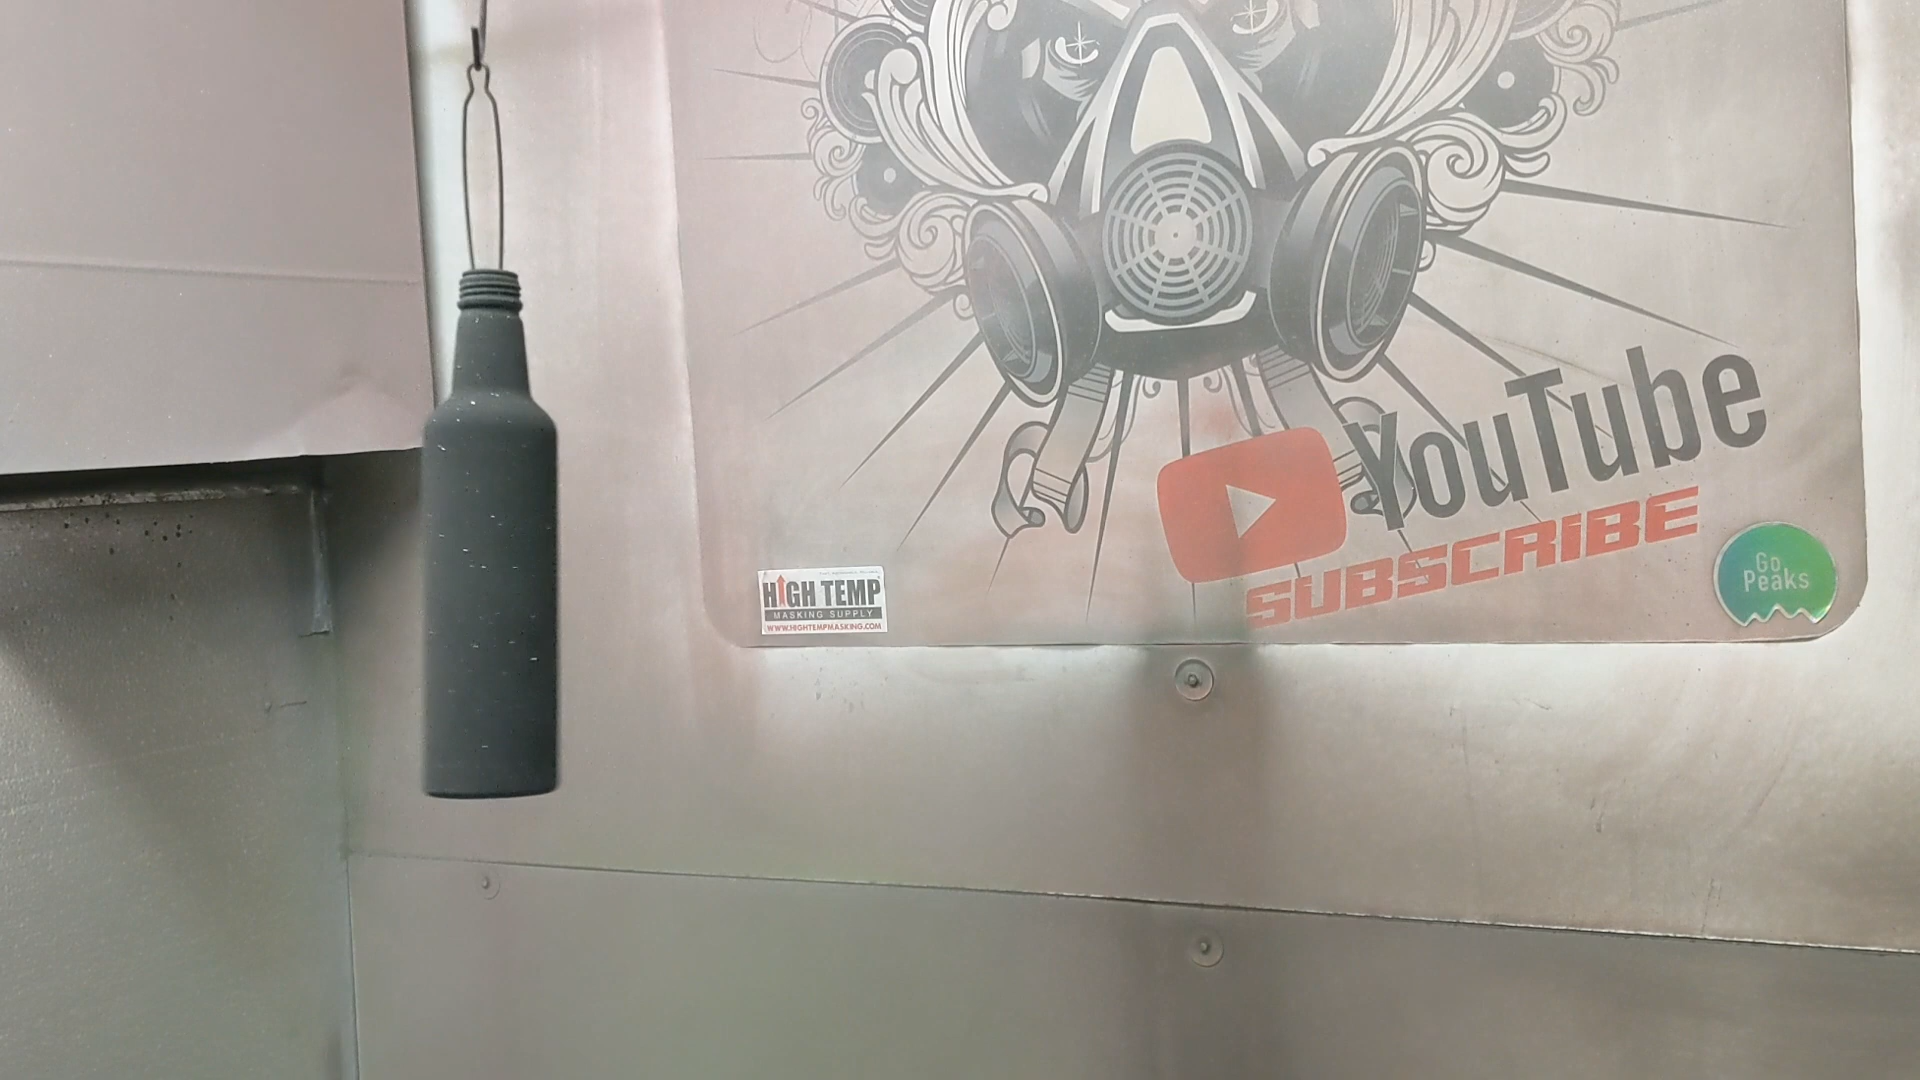 YouTube
SUBSCRIBE
Go
Peaks
HIGH TEMP
MASKING SUPPLY
WWW.HIGHTEMPMASKING.COM